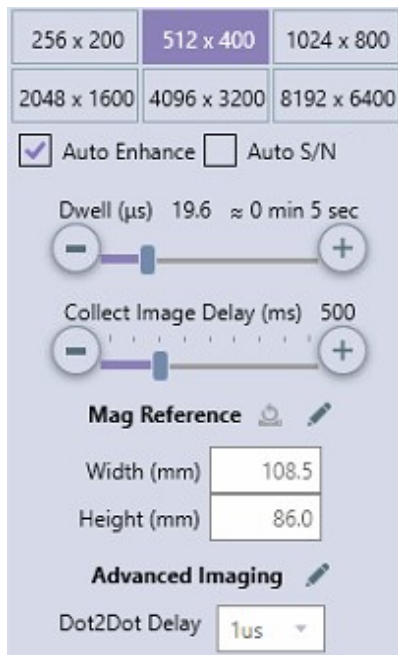 256 x 200 512 x 400 1024 x 800
2048 x 1600 4096 x 3200 8192 x 6400
Auto Enhance Auto S/N
Dwell (μs) 19.6 ≈ 0 min 5 sec
Collect Image Delay (ms) 500
Mag Reference
Width (mm) 108.5
Height (mm) 86.0
Advanced Imaging
Dot2Dot Delay 1us